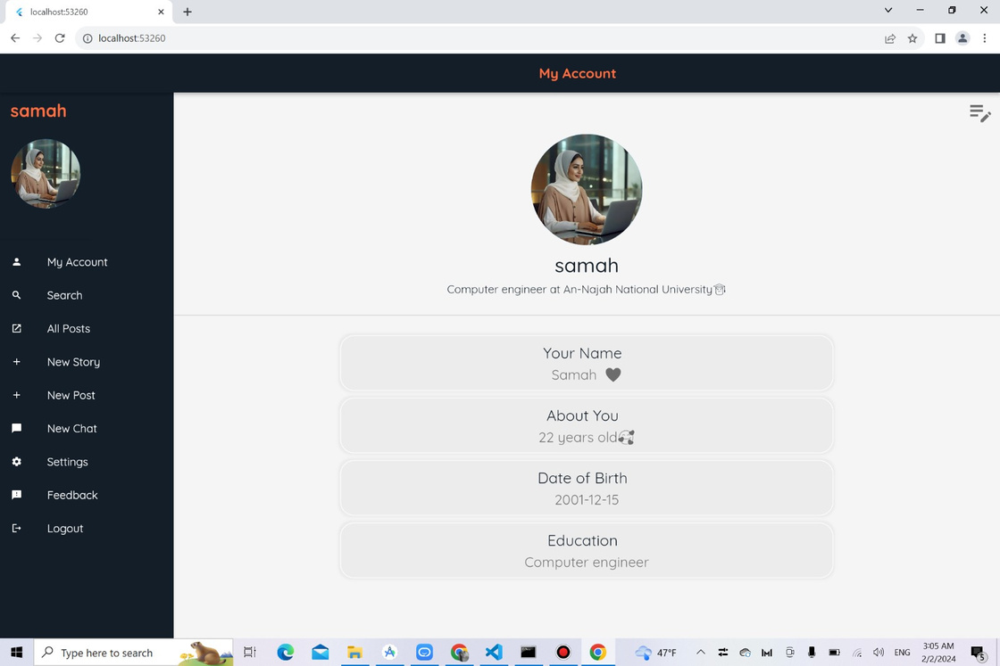 localhost:53260
localhost:53260
My Account
samah
My Account
Search
All Posts
New Story
New Post
New Chat
Settings
Feedback
Logout
samah
Computer engineer at An-Najah National University
Your Name
Samah 🖤
About You
22 years old🥰
Date of Birth
2001-12-15
Education
Computer engineer
Type here to search
47°F
ENG
3:05 AM
2/2/2024
5